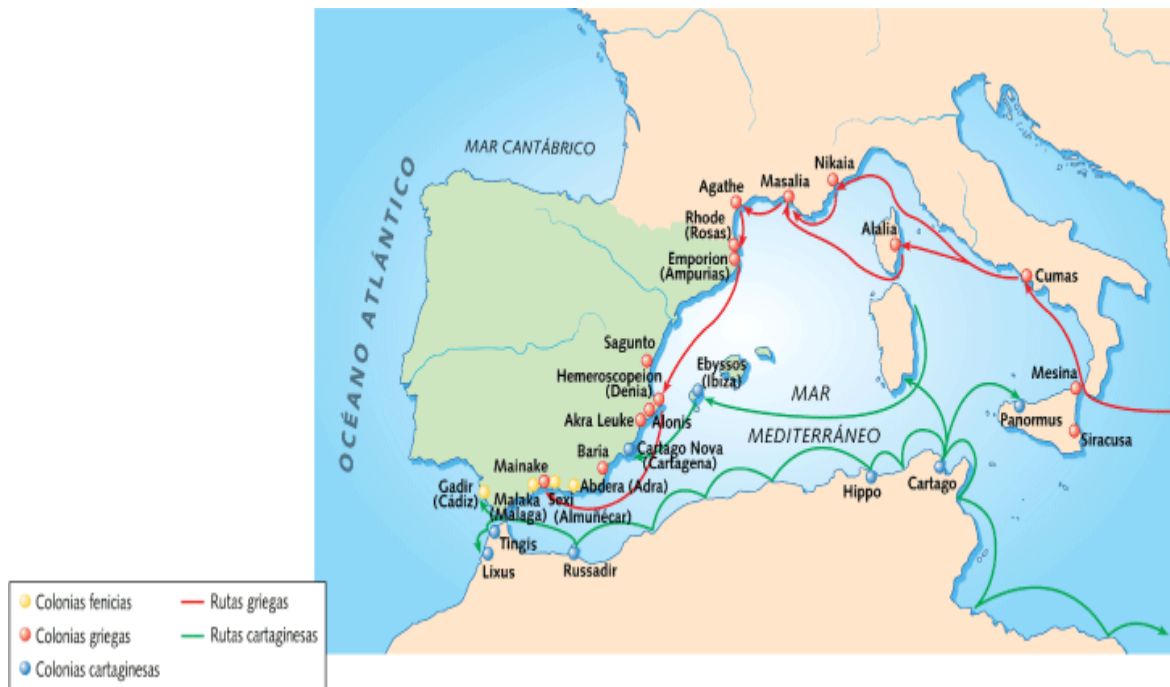 MAR CANTÁBRICO
OCÉANO ATLÁNTICO
Nikaia
Agathe
Masalia
Rhode
(Rosas)
Emporion
(Ampurias)
Alalia
Cumas
Sagunto
Hemeroscopeion
(Denia)
Ebyssos
(Ibiza)
MAR
MEDITERRÁNEO
Mesina
Akra Leuke
Alonis
Panormus
Siracusa
Cartago Nova
(Cartagena)
Baria
Mainake
Gadir
(Cádiz)
Malaka
(Málaga)
Sexi
(Almuñécar)
Abdera (Adra)
Hippo
Cartago
Tingis
Lixus
Russadir
Colonias fenicias
Rutas griegas
Colonias griegas
Rutas cartaginesas
Colonias cartaginesas